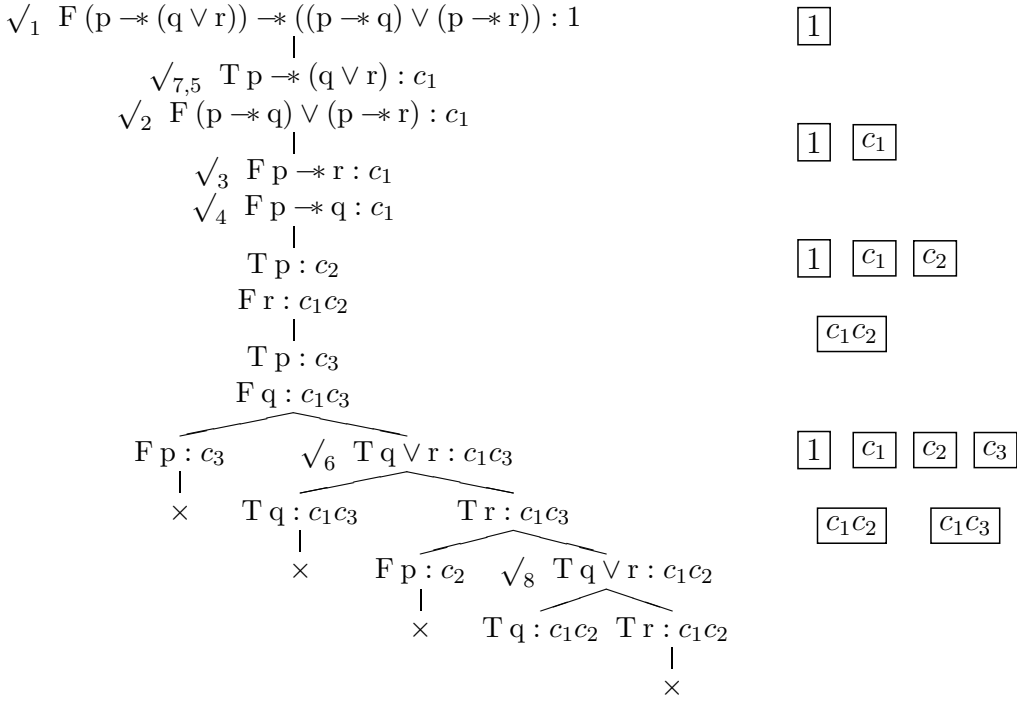 √1 F (p −∗ (q ∨ r)) −∗ ((p −∗ q) ∨ (p −∗ r)) : 1 1
√7,5 T p −∗ (q ∨ r) : c1
√2 F (p −∗ q) ∨ (p −∗ r) : c1
1 c1
√3 F p −∗ r : c1
√4 F p −∗ q : c1
T p : c2 1 c1 c2
F r : c1c2
c1c2
T p : c3
F q : c1c3
F p : c3 √6 T q ∨ r : c1c3 1 c1 c2 c3
× T q : c1c3 T r : c1c3 c1c2 c1c3
× F p : c2 √8 T q ∨ r : c1c2
× T q : c1c2 T r : c1c2
×